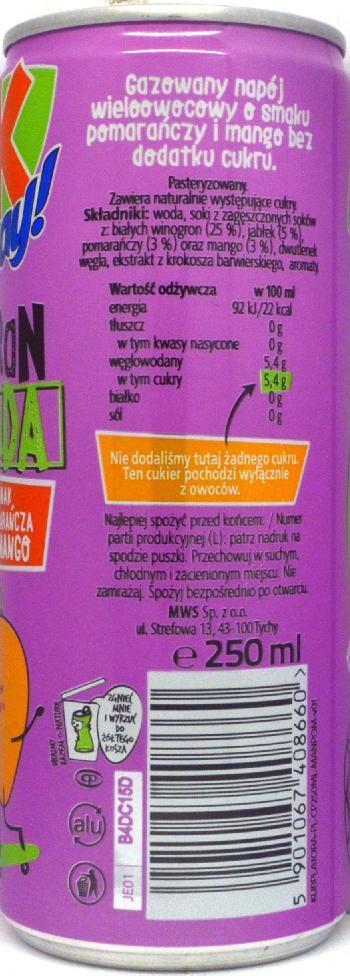 K
ay!
an
DA
MAK
RAŃCZA
MANGO
Gazowany napój
wieloowocowy o smaku
pomarańczy i mango bez
dodatku cukru.
Pasteryzowany.
Zawiera naturalnie występujące cukry.
Składniki: woda, soki z zagęszczonych soków
z: białych winogron (25 %), jabłek (5 %),
pomarańczy (3 %) oraz mango (3 %), dwutlenek
węgla, ekstrakt z krokosza barwierskiego, aromaty.
Wartość odżywcza w 100 ml
energia 92 kJ/22 kcal
tłuszcz 0 g
w tym kwasy nasycone 0 g
węglowodany 5,4 g
w tym cukry 5,4 g
białko 0 g
sól 0 g
Nie dodaliśmy tutaj żadnego cukru.
Ten cukier pochodzi wyłącznie
z owoców.
Najlepiej spożyć przed końcem: / Numer
partii produkcyjnej (L): patrz nadruk na
spodzie puszki. Przechowuj w suchym,
chłodnym i zacienionym miejscu. Nie
zamrażaj. Spożyj bezpośrednio po otwarciu.
MWS Sp. z o.o.
ul. Strefowa 13, 43-100 Tychy
e 250 ml
ZGNIEĆ
MNIE
I WYRZUĆ
DO
ŻÓŁTEGO
KOSZA
alu
B4DC15D
JE01
5 901067 408660 >